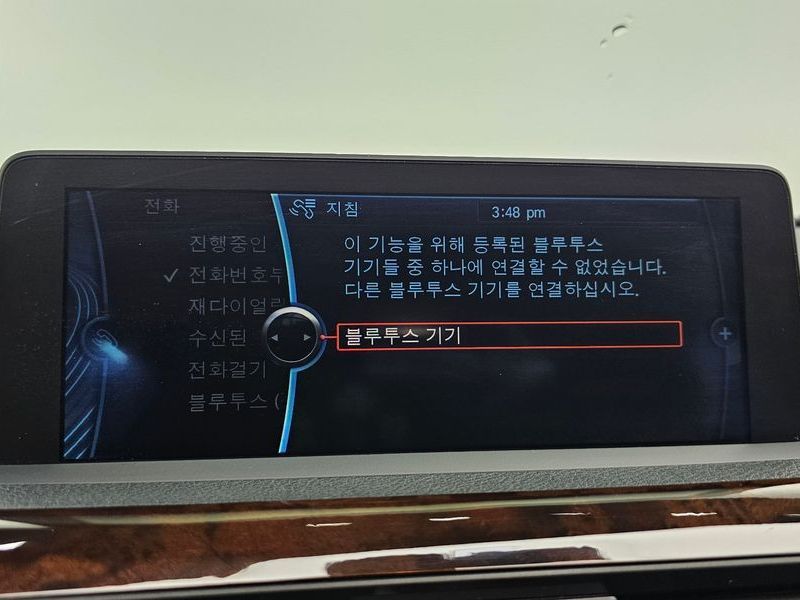 전화
지침
3:48 pm
진행중인
전화번호부
재다이얼
수신된
전화걸기
블루투스 (
이 기능을 위해 등록된 블루투스
기기들 중 하나에 연결할 수 없었습니다.
다른 블루투스 기기를 연결하십시오.
블루투스 기기